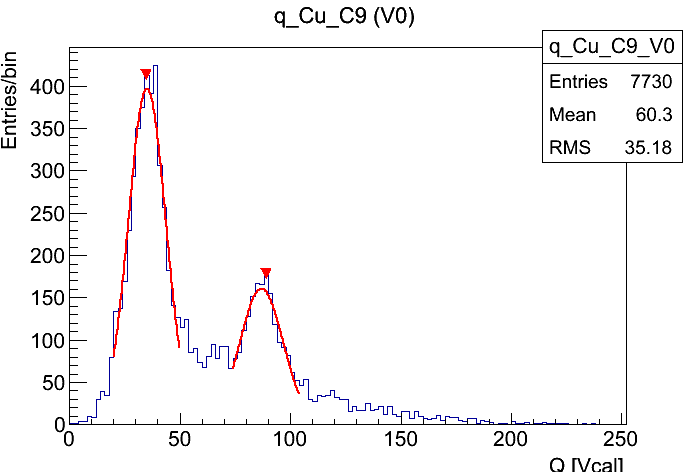 q_Cu_C9 (V0)
q_Cu_C9_V0
Entries 7730
Mean 60.3
RMS 35.18
Entries/bin
400
350
300
250
200
150
100
50
0
0 50 100 150 200 250
Q [Vcal]